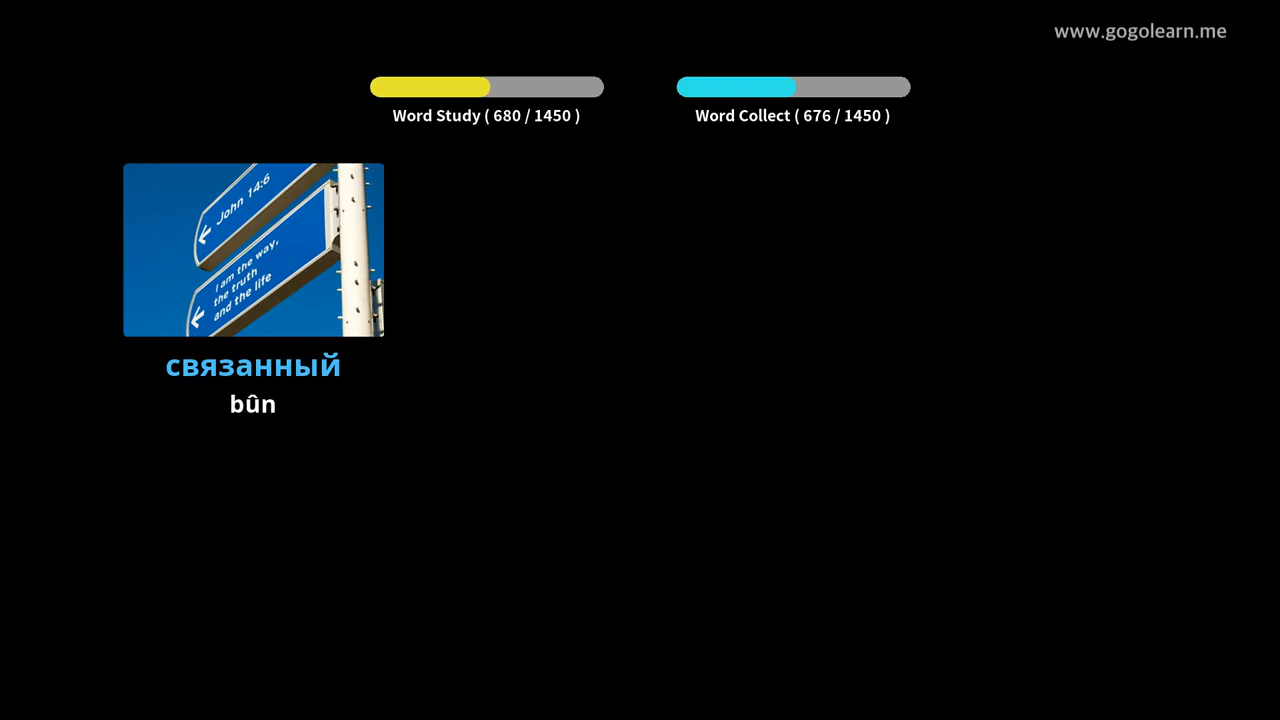 www.gogolearn.me
Word Study ( 680 / 1450 )
Word Collect ( 676 / 1450 )
John 14:6
I am the way,
the truth
and the life
связанный
bûn